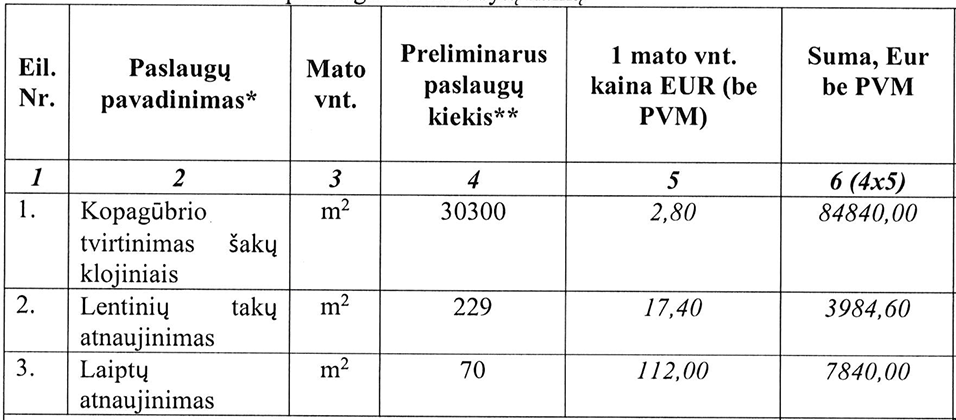 Eil. Nr. | Paslaugų pavadinimas* | Mato vnt. | Preliminarus paslaugų kiekis** | 1 mato vnt. kaina EUR (be PVM) | Suma, Eur be PVM
1 | 2 | 3 | 4 | 5 | 6 (4x5)
1. | Kopagūbrio tvirtinimas šakų klojiniais | m² | 30300 | 2,80 | 84840,00
2. | Lentinių takų atnaujinimas | m² | 229 | 17,40 | 3984,60
3. | Laiptų atnaujinimas | m² | 70 | 112,00 | 7840,00